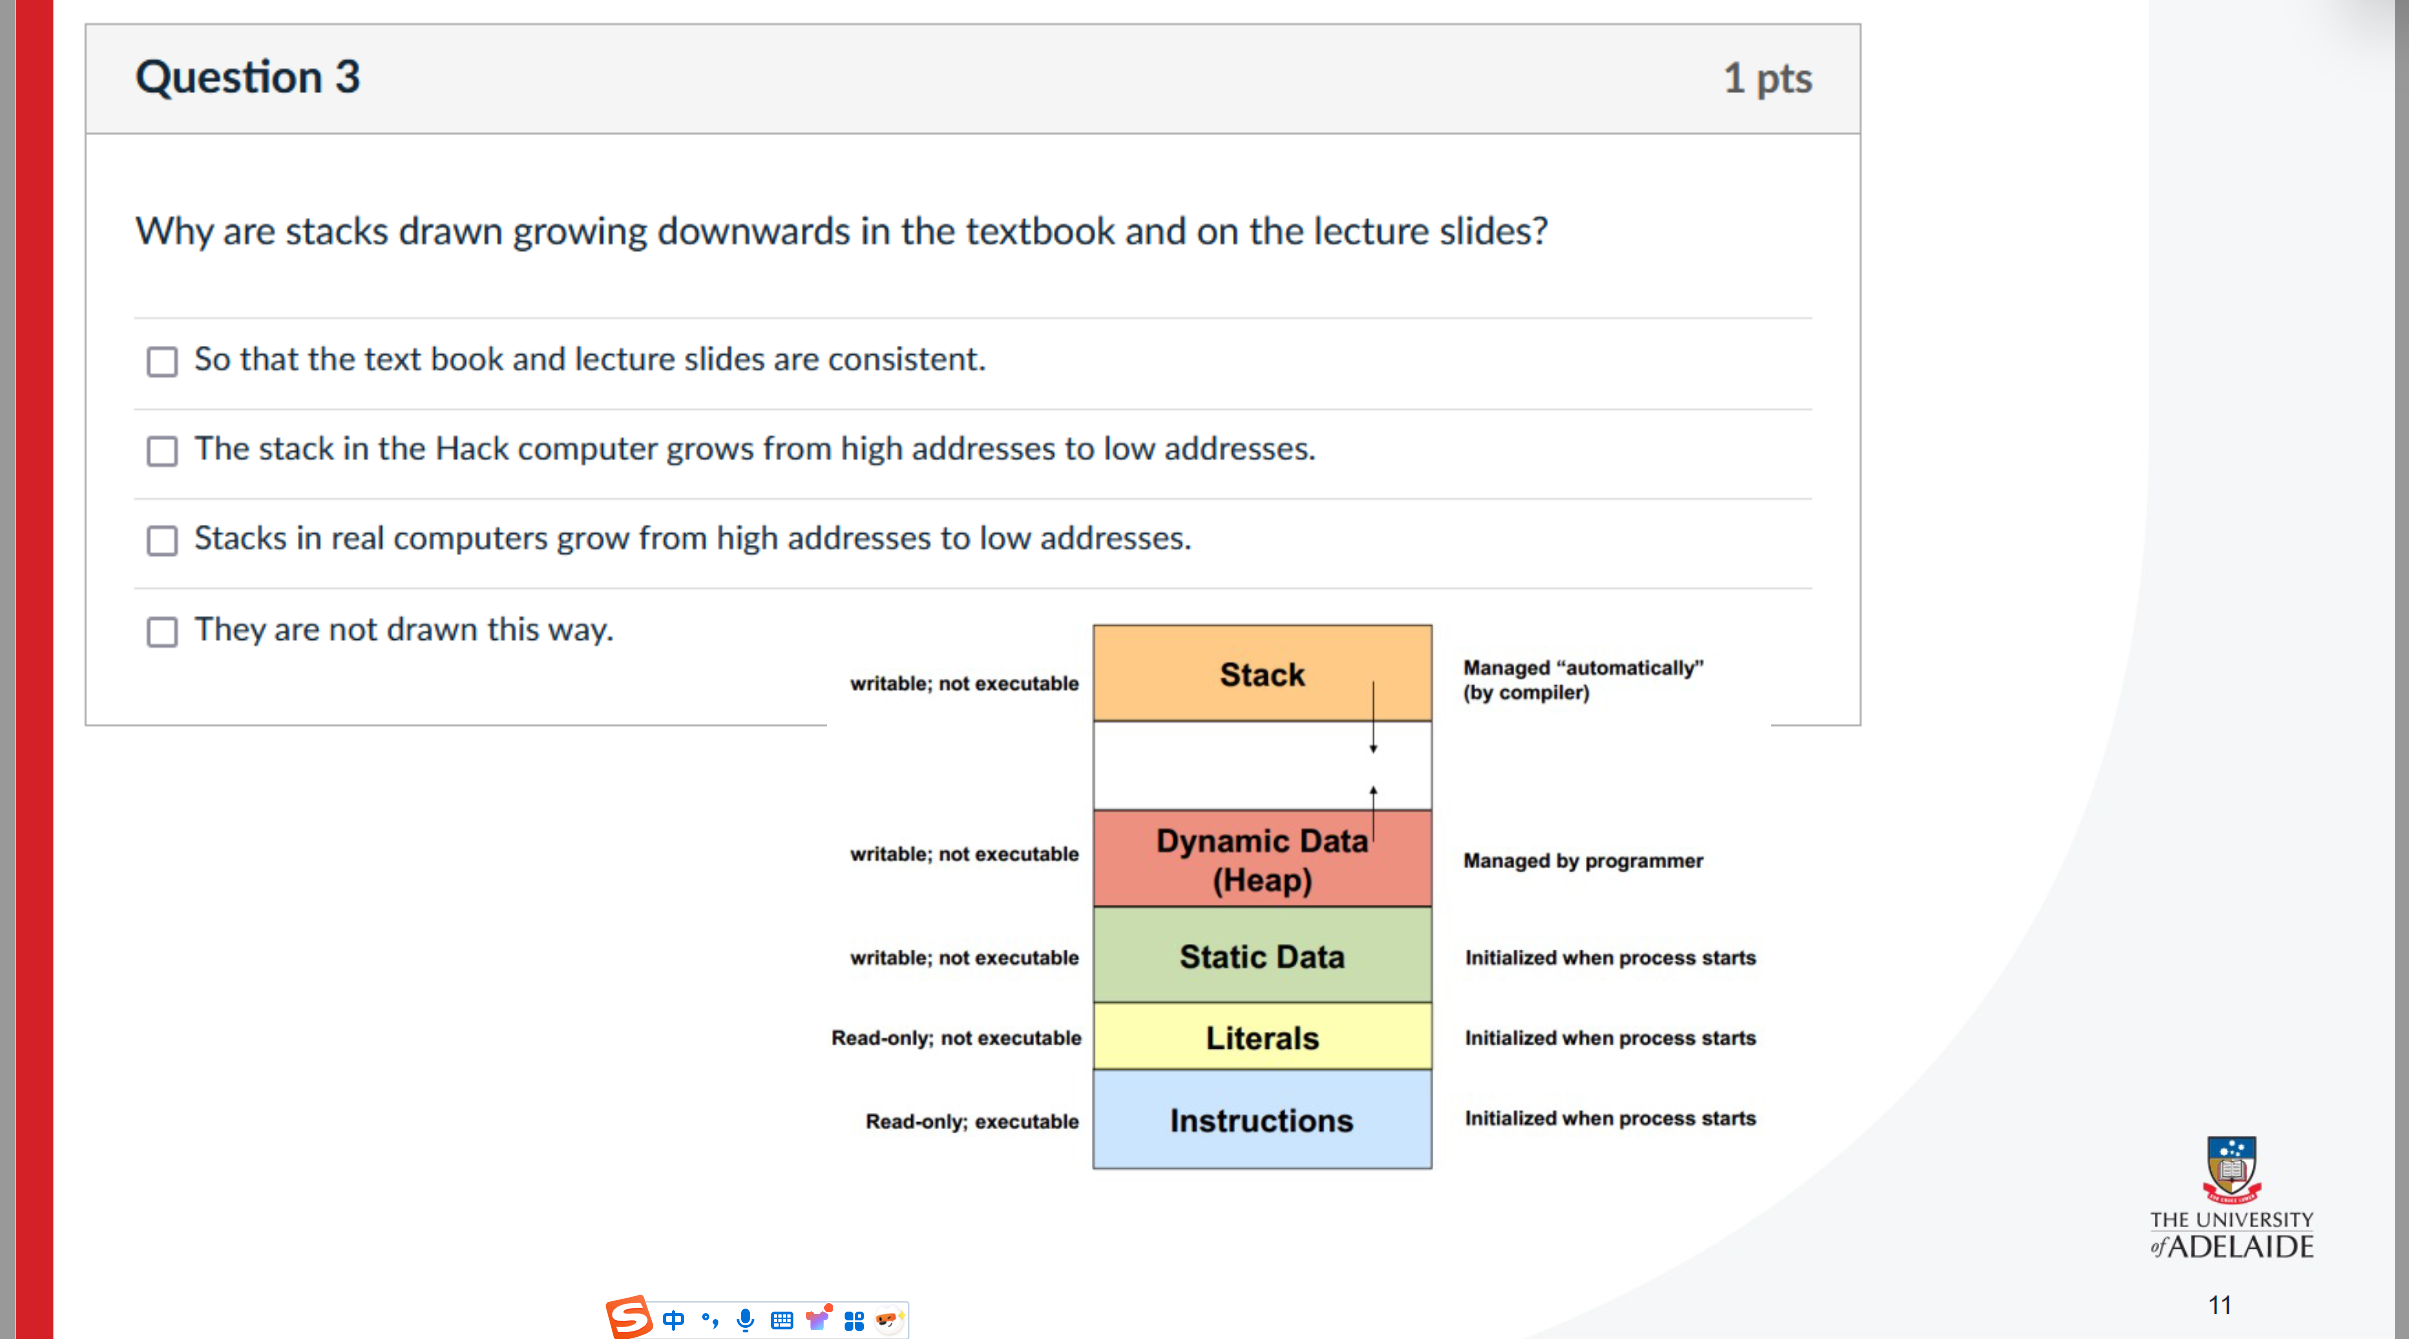 Question 3
1 pts
Why are stacks drawn growing downwards in the textbook and on the lecture slides?
So that the text book and lecture slides are consistent.
The stack in the Hack computer grows from high addresses to low addresses.
Stacks in real computers grow from high addresses to low addresses.
They are not drawn this way.
writable; not executable
Stack
Managed “automatically”
(by compiler)
writable; not executable
Dynamic Data
(Heap)
Managed by programmer
writable; not executable
Static Data
Initialized when process starts
Read-only; not executable
Literals
Initialized when process starts
Read-only; executable
Instructions
Initialized when process starts
THE UNIVERSITY
of ADELAIDE
11
S 中 °,